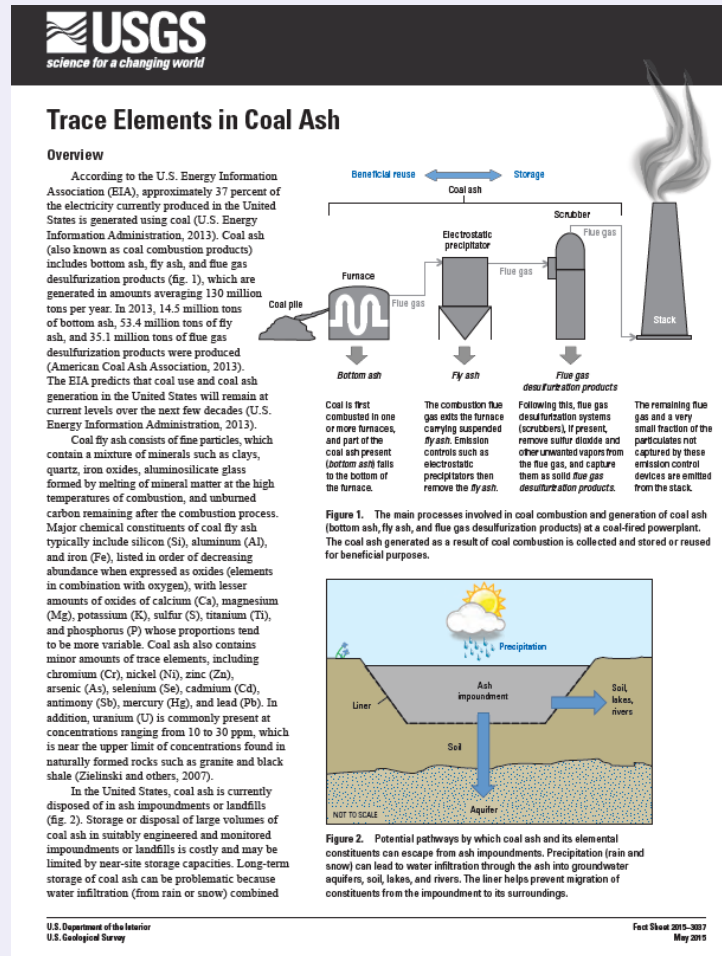 USGS
science for a changing world
Trace Elements in Coal Ash
Overview
According to the U.S. Energy Information
Association (EIA), approximately 37 percent of
the electricity currently produced in the United
States is generated using coal (U.S. Energy
Information Administration, 2013). Coal ash
(also known as coal combustion products)
includes bottom ash, fly ash, and flue gas
desulfurization products (fig. 1), which are
generated in amounts averaging 130 million
tons per year. In 2013, 14.5 million tons
of bottom ash, 53.4 million tons of fly
ash, and 35.1 million tons of flue gas
desulfurization products were produced
(American Coal Ash Association, 2013).
The EIA predicts that coal use and coal ash
generation in the United States will remain at
current levels over the next few decades (U.S.
Energy Information Administration, 2013).
Coal fly ash consists of fine particles, which
contain a mixture of minerals such as clays,
quartz, iron oxides, aluminosilicate glass
formed by melting of mineral matter at the high
temperatures of combustion, and unburned
carbon remaining after the combustion process.
Major chemical constituents of coal fly ash
typically include silicon (Si), aluminum (Al),
and iron (Fe), listed in order of decreasing
abundance when expressed as oxides (elements
in combination with oxygen), with lesser
amounts of oxides of calcium (Ca), magnesium
(Mg), potassium (K), sulfur (S), titanium (Ti),
and phosphorus (P) whose proportions tend
to be more variable. Coal ash also contains
minor amounts of trace elements, including
chromium (Cr), nickel (Ni), zinc (Zn),
arsenic (As), selenium (Se), cadmium (Cd),
antimony (Sb), mercury (Hg), and lead (Pb). In
addition, uranium (U) is commonly present at
concentrations ranging from 10 to 30 ppm, which
is near the upper limit of concentrations found in
naturally formed rocks such as granite and black
shale (Zielinski and others, 2007).
In the United States, coal ash is currently
disposed of in ash impoundments or landfills
(fig. 2). Storage or disposal of large volumes of
coal ash in suitably engineered and monitored
impoundments or landfills is costly and may be
limited by near-site storage capacities. Long-term
storage of coal ash can be problematic because
water infiltration (from rain or snow) combined
Beneficial reuse
Storage
Coal ash
Scrubber
Electrostatic
precipitator
Flue gas
Furnace
Flue gas
Coal pile
Flue gas
Stack
Bottom ash
Fly ash
Flue gas
desulfurization products
Coal is first
combusted in one
or more furnaces,
and part of the
coal ash present
(bottom ash) falls
to the bottom of
the furnace.
The combustion flue
gas exits the furnace
carrying suspended
fly ash. Emission
controls such as
electrostatic
precipitators then
remove the fly ash.
Following this, flue gas
desulfurization systems
(scrubbers), if present,
remove sulfur dioxide and
other unwanted vapors from
the flue gas, and capture
them as solid flue gas
desulfurization products.
The remaining flue
gas and a very
small fraction of the
particulates not
captured by these
emission control
devices are emitted
from the stack.
Figure 1. The main processes involved in coal combustion and generation of coal ash
(bottom ash, fly ash, and flue gas desulfurization products) at a coal-fired powerplant.
The coal ash generated as a result of coal combustion is collected and stored or reused
for beneficial purposes.
Precipitation
Ash
impoundment
Liner
Soil,
lakes,
rivers
Soil
Aquifer
NOT TO SCALE
Figure 2. Potential pathways by which coal ash and its elemental
constituents can escape from ash impoundments. Precipitation (rain and
snow) can lead to water infiltration through the ash into groundwater
aquifers, soil, lakes, and rivers. The liner helps prevent migration of
constituents from the impoundment to its surroundings.
U.S. Department of the Interior
U.S. Geological Survey
Fact Sheet 2015–3037
May 2015